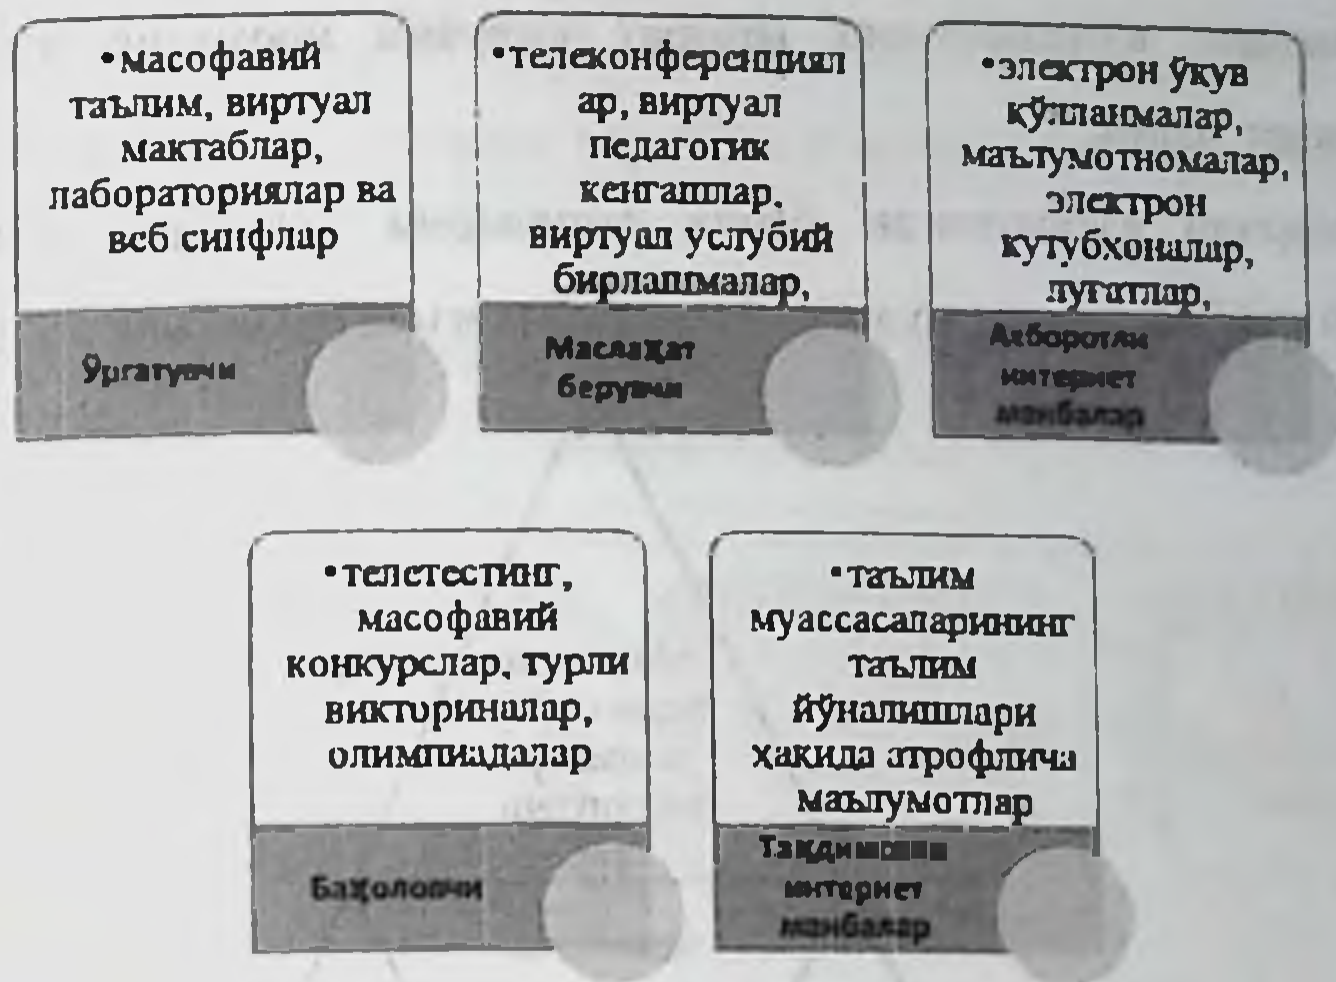 •масофавий
таълим, виртуал
мактаблар,
лабораториялар ва
веб синфлар
Ўргатувчи
•телеконференциял
ар, виртуал
педагогик
кенгашлар,
виртуал услубий
бирлашмалар,
Маслаҳат
берувчи
•электрон ўқув
қўлланмалар,
маълумотномалар,
электрон
кутубхоналар,
луғатлар,
Ахборотли
интернет
манбалар
•телетестинг,
масофавий
конкурслар, турли
викториналар,
олимпиадалар
Баҳоловчи
•таълим
муассасаларининг
таълим
йўналишлари
ҳақида атрофлича
маълумотлар
интернет
манбалар